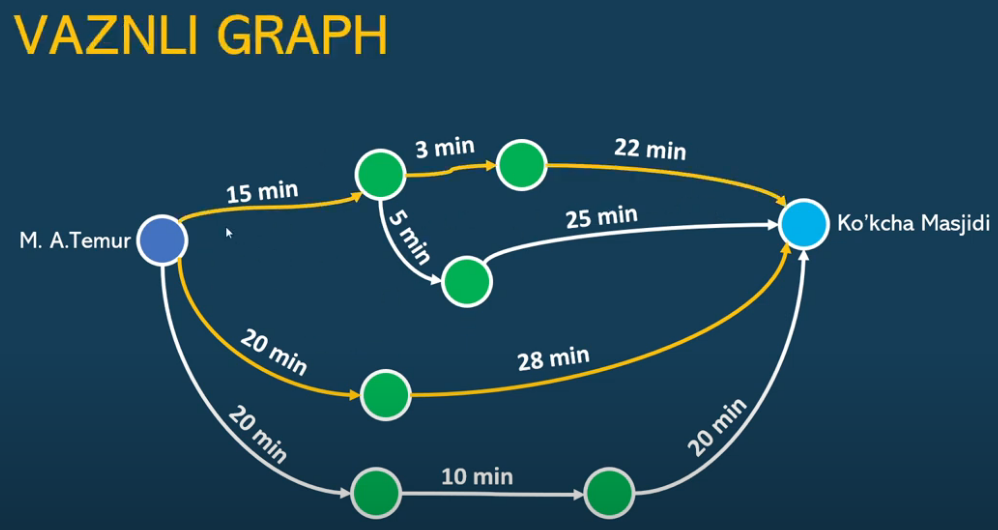 VAZNLI GRAPH
3 min
22 min
15 min
5 min
25 min
M. A.Temur
Ko'kcha Masjidi
20 min
28 min
20 min
10 min
20 min